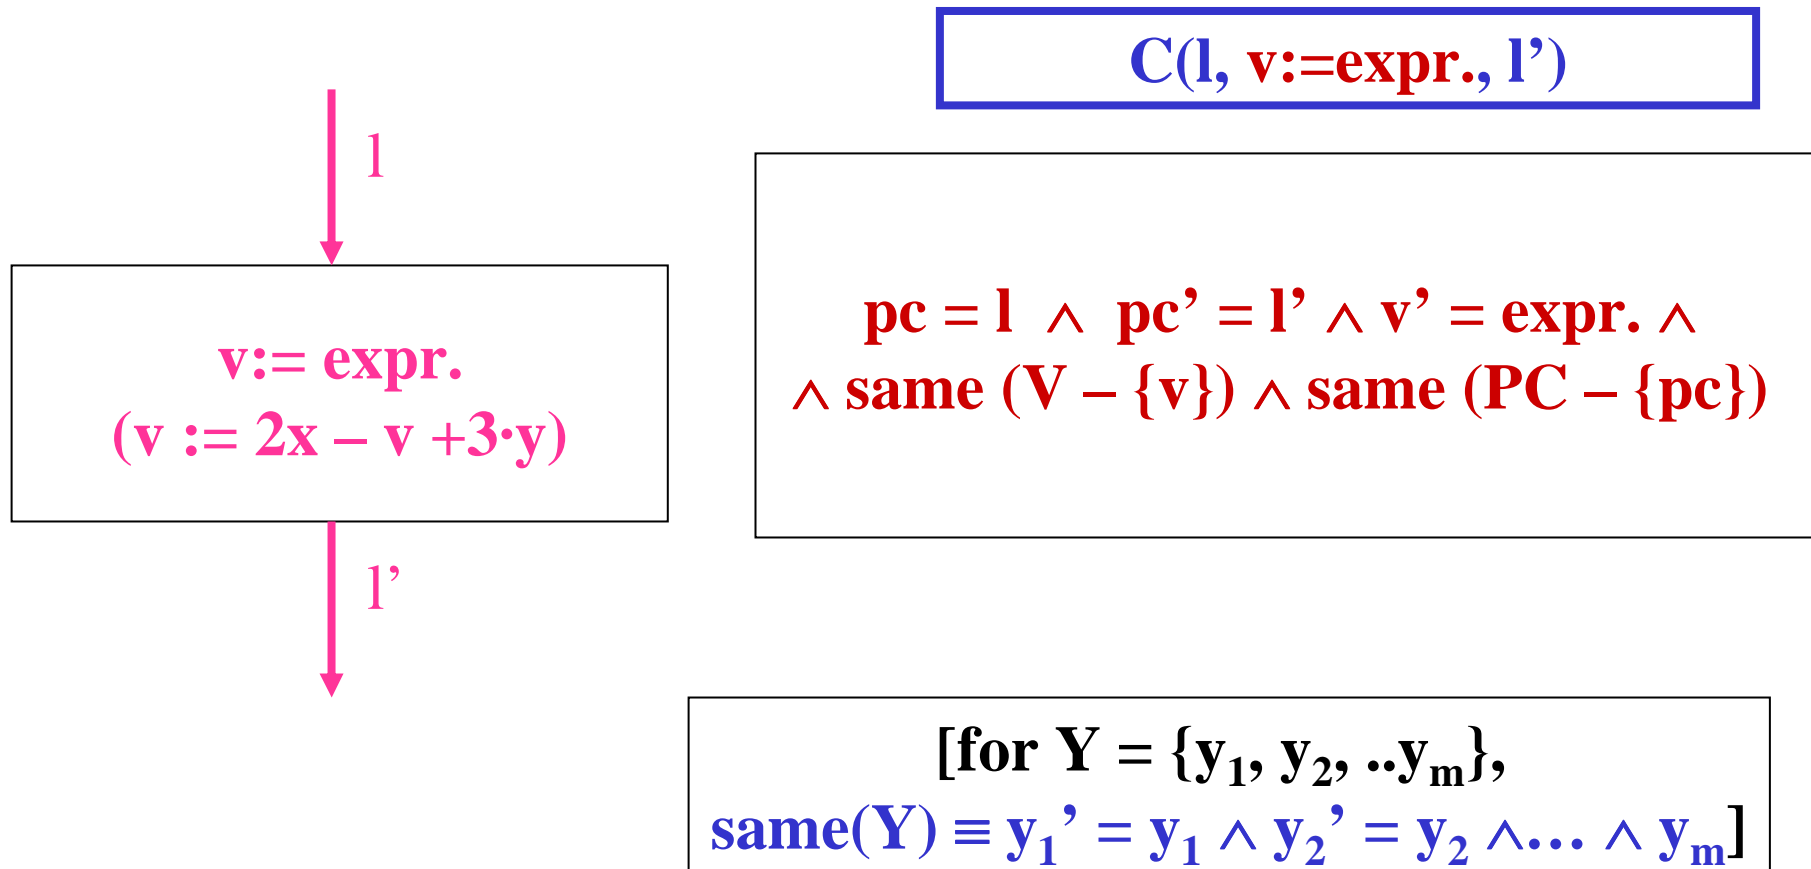 C(l, v:=expr., l’)
l
v:= expr.
(v := 2x – v +3·y)
l’
pc = l ∧ pc’ = l’ ∧ v’ = expr. ∧
∧ same (V – {v}) ∧ same (PC – {pc})
[for Y = {y₁, y₂, ..yₘ},
same(Y) ≡ y₁’ = y₁ ∧ y₂’ = y₂ ∧… ∧ yₘ]